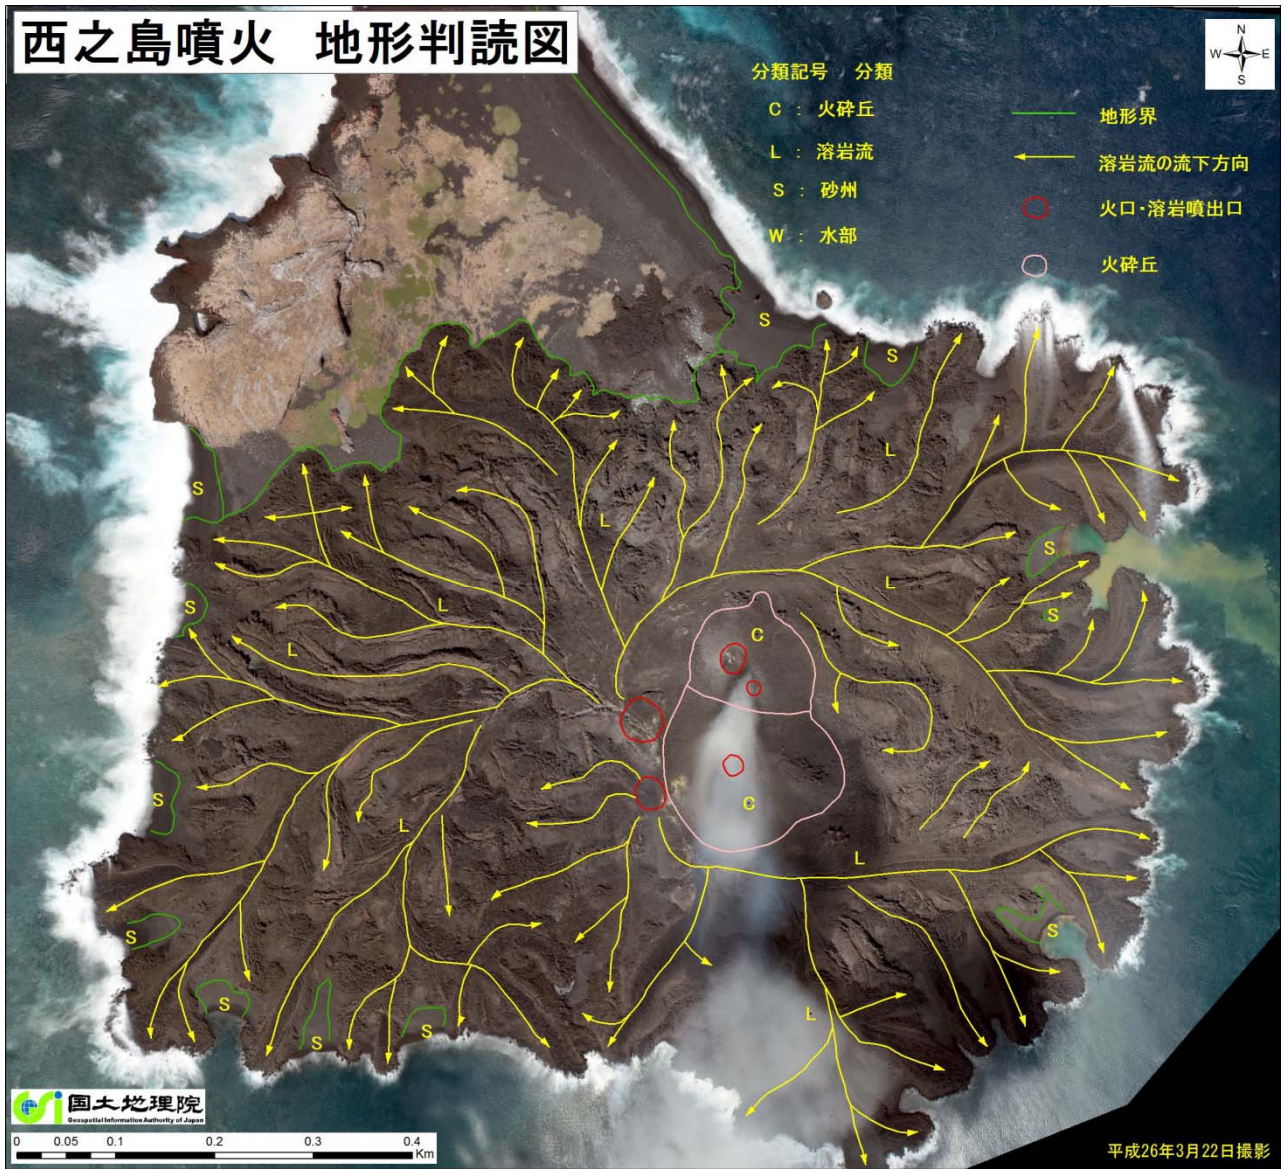 西之島噴火 地形判読図
N
W E
S
分類記号 分類
C : 火砕丘
L : 溶岩流
S : 砂州
W : 水部
地形界
溶岩流の流下方向
火口・溶岩噴出口
火砕丘
S
S
L
S
L
S
L
S
L
S
C
L
S
L
C
L
S
L
S
S
S
L
S
S
国土地理院
Geospatial Information Authority of Japan
0 0.05 0.1 0.2 0.3 0.4
Km
平成26年3月22日撮影